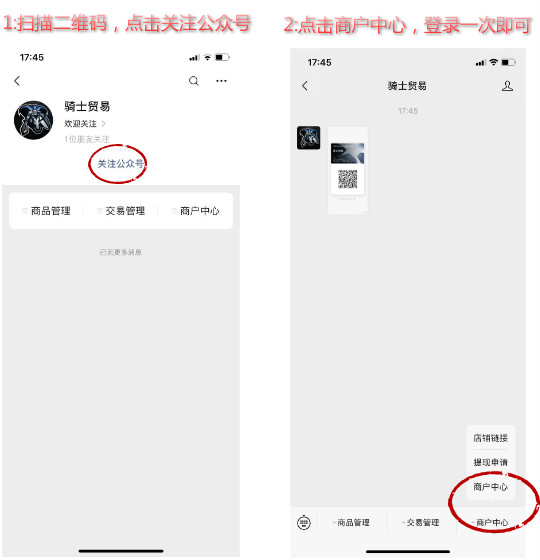 1:扫描二维码，点击关注公众号
17:45
骑士贸易
欢迎关注
1位朋友关注
关注公众号
商品管理
交易管理
商户中心
已无更多消息
2:点击商户中心，登录一次即可
17:45
骑士贸易
17:45
店铺链接
提现申请
商户中心
商品管理
交易管理
商户中心